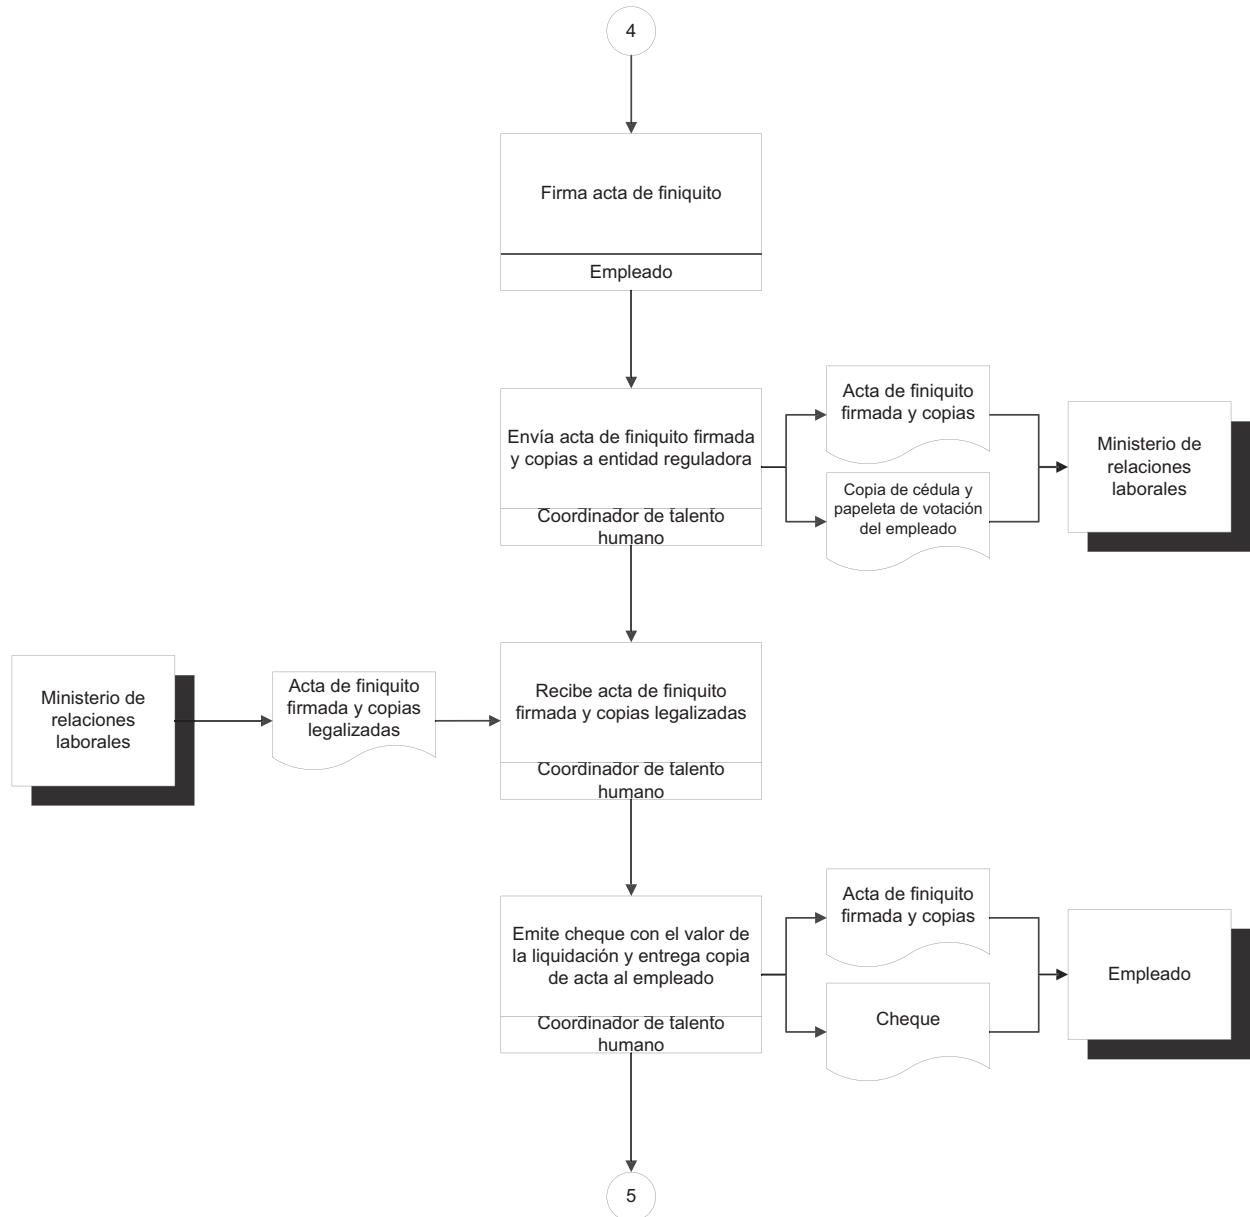 4
Firma acta de finiquito
Empleado
Envía acta de finiquito firmada
y copias a entidad reguladora
Coordinador de talento
humano
Acta de finiquito
firmada y copias
Copia de cédula y
papeleta de votación
del empleado
Ministerio de
relaciones
laborales
Ministerio de
relaciones
laborales
Acta de finiquito
firmada y copias
legalizadas
Recibe acta de finiquito
firmada y copias legalizadas
Coordinador de talento
humano
Emite cheque con el valor de
la liquidación y entrega copia
de acta al empleado
Coordinador de talento
humano
Acta de finiquito
firmada y copias
Cheque
Empleado
5